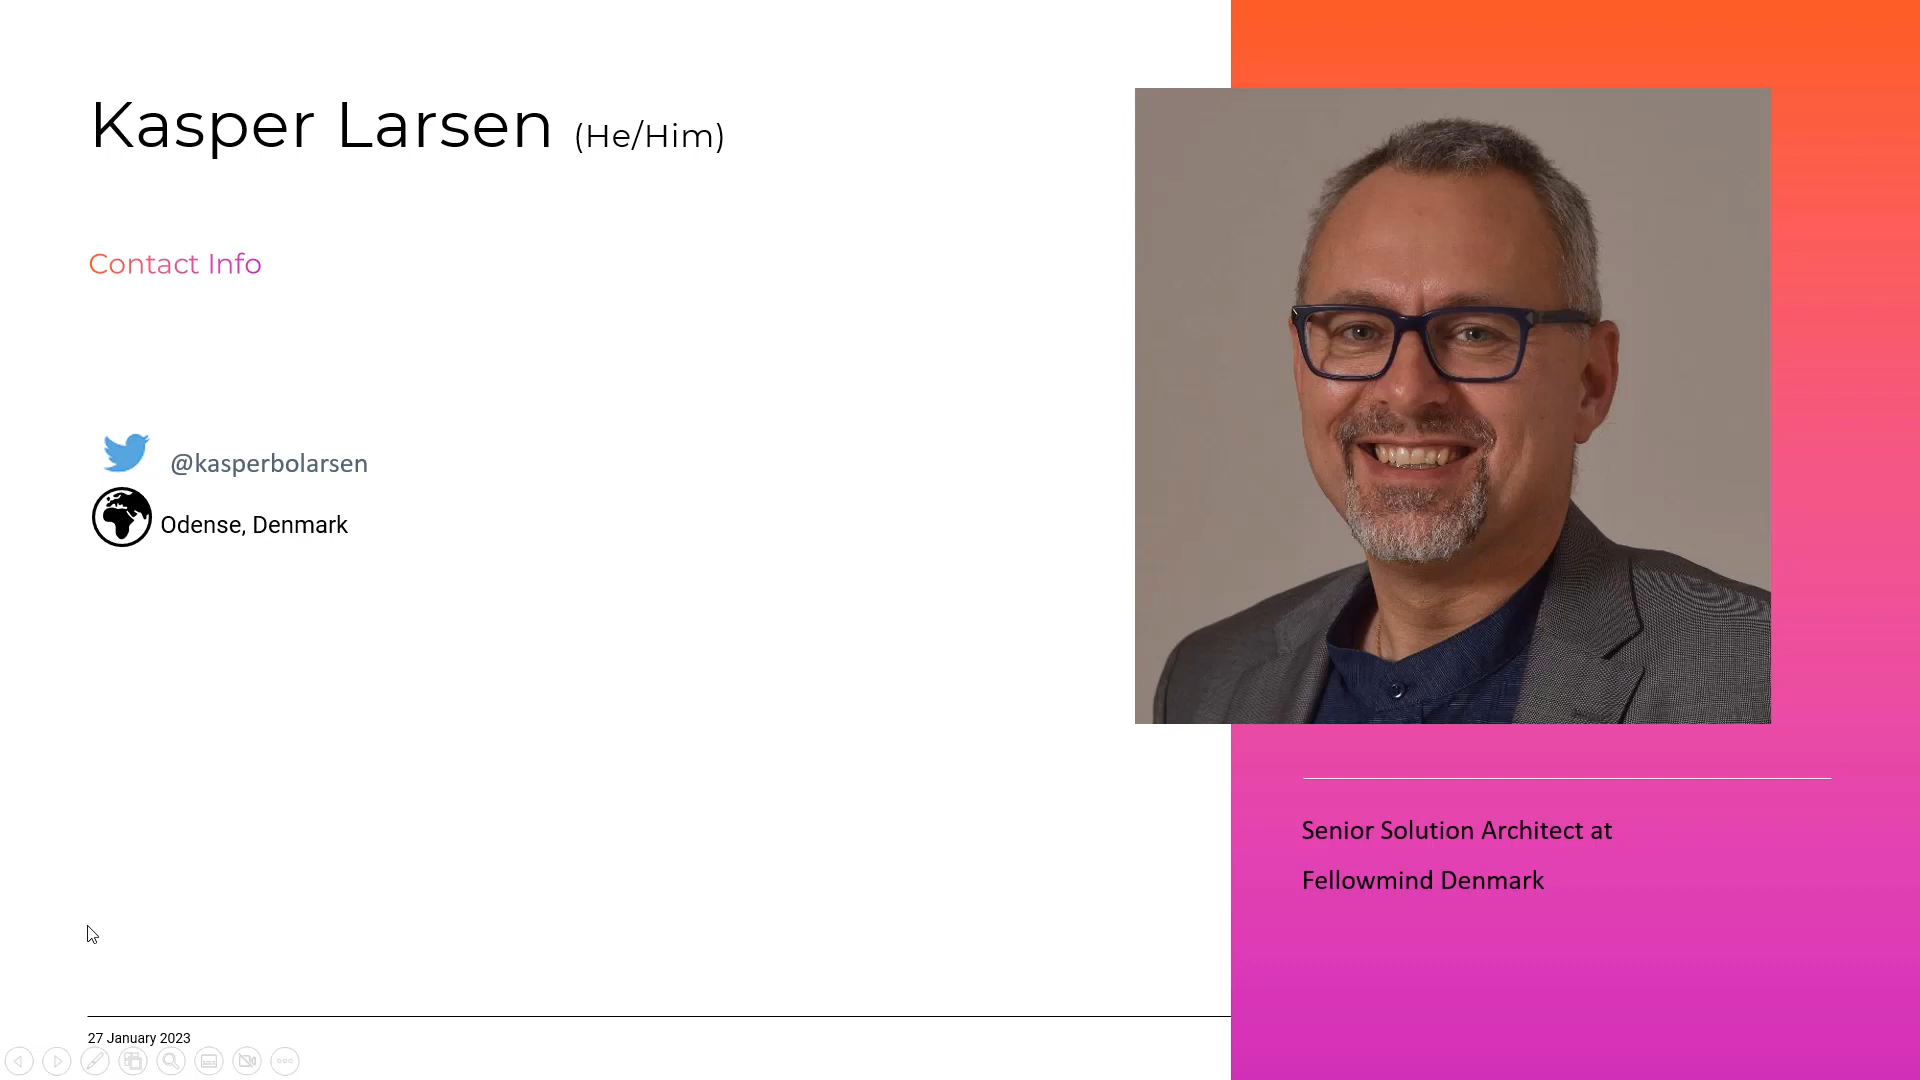 Kasper Larsen (He/Him)
Contact Info
@kasperbolarsen
Odense, Denmark
Senior Solution Architect at
Fellowmind Denmark
27 January 2023